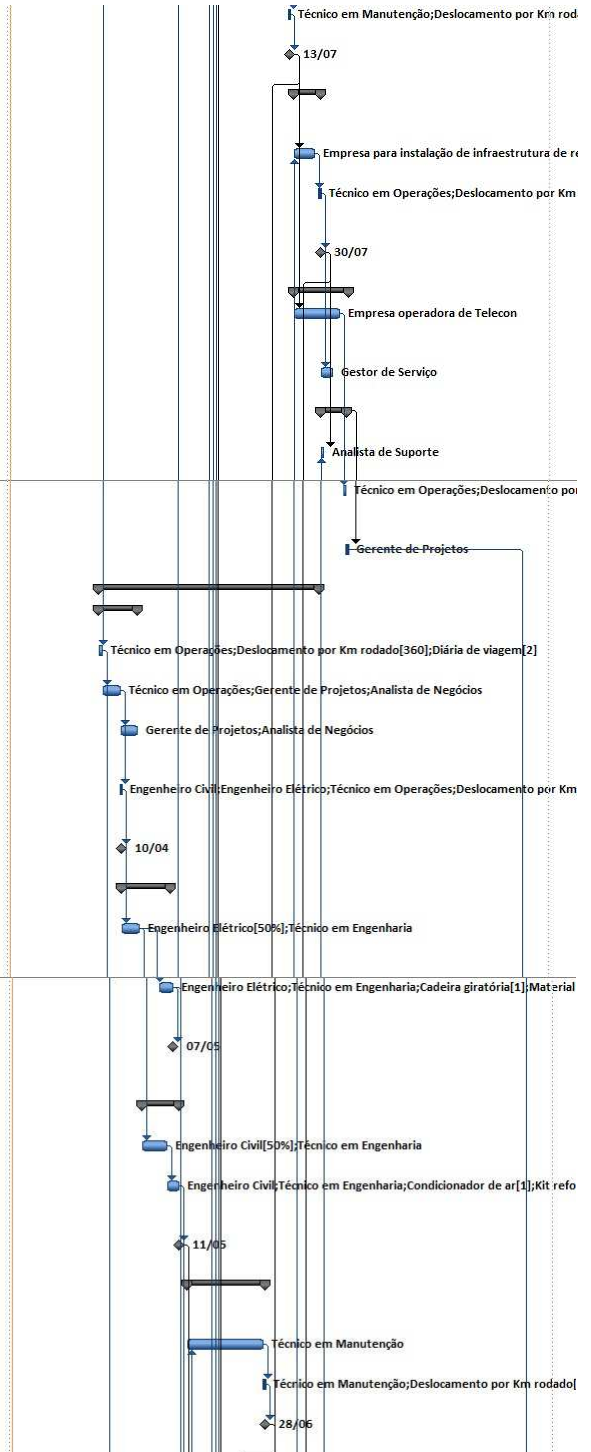 Técnico em Manutenção;Deslocamento por Km rod
13/07
Empresa para instalação de infraestrutura de re
Técnico em Operações;Deslocamento por Km
30/07
Empresa operadora de Telecon
Gestor de Serviço
Analista de Suporte
Técnico em Operações;Deslocamento por
Gerente de Projetos
Técnico em Operações;Deslocamento por Km rodado[360];Diária de viagem[2]
Técnico em Operações;Gerente de Projetos;Analista de Negócios
Gerente de Projetos;Analista de Negócios
Engenheiro Civil;Engenheiro Elétrico;Técnico em Operações;Deslocamento por Km
10/04
Engenheiro Elétrico[50%];Técnico em Engenharia
Engenheiro Elétrico;Técnico em Engenharia;Cadeira giratória[1];Material
07/05
Engenheiro Civil[50%];Técnico em Engenharia
Engenheiro Civil;Técnico em Engenharia;Condicionador de ar[1];Kit refo
11/05
Técnico em Manutenção
Técnico em Manutenção;Deslocamento por Km rodado[
28/06